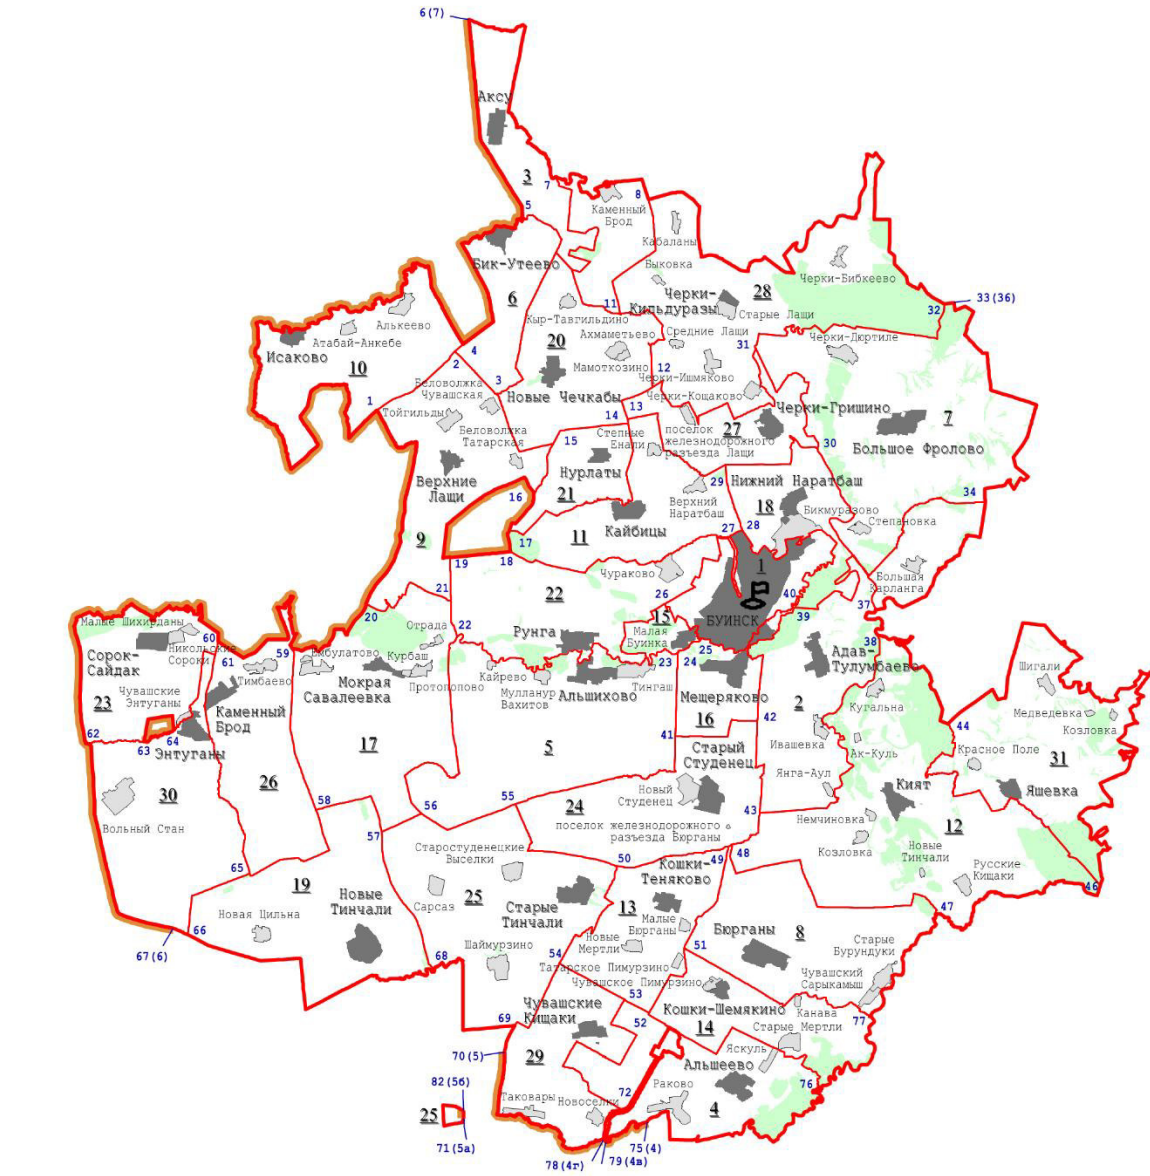 6 (7)
Аксу
3
7
5
8
Каменный
Брод
Кабаланы
Бик-Утеево
Быковка
Черки-Бибкеево
6
Черки-
Кильдуразы
28
11
33 (36)
32
Алькеево
Кыр-Тавгильдино
Старые Лащи
Атабай-Анкебе
Ахмаметьево
Средние Лащи
31
Исаково
20
Черки-Дюртиле
10
4
2
Мамоткозино
12
Черки-Ишмяково
Беловолжка
Чувашская
3
Новые Чечкабы
Черки-Кощаково
1
13
Черки-Гришино
Тойгильды
14
7
Беловолжка
Татарская
15
Степные
Енали
поселок
железнодорожного
разъезда Лащи
27
30
Большое Фролово
Верхние
Лащи
Нурлаты
29
Нижний Наратбаш
16
21
Верхний
Наратбаш
18
Бикмуразово
34
Кайбицы
Степановка
9
17
11
27
28
19
18
Чураково
1
Большая
Карланга
22
26
40
21
37
20
15
БУИНСК
39
Малые Шихирданы
Отрада
22
Рунга
Малая
Буинка
38
60
Никольские
Сороки
59
Ембулатово
Курбаш
25
Адав-
Тулумбаево
Сорок-
Сайдак
61
Тимбаево
Мокрая
Савалеевка
Протопопово
Кайрево
Мулланур
Вахитов
Альшихово
23
24
Тингаш
Мещеряково
Шигали
23
Чувашские
Энтуганы
Каменный
Брод
2
Кугальна
Медведевка
16
42
44
Козловка
62
63
64
Энтуганы
17
5
41
Старый
Студенец
Ивашевка
Ак-Куль
Красное Поле
31
30
26
Янга-Аул
Кият
Яшевка
Вольный Стан
58
56
55
24
Новый
Студенец
43
Немчиновка
12
57
поселок железнодорожного
разъезда Бюрганы
Козловка
Новые
Тинчали
Старостуденецкие
Выселки
50
Кошки-
Теняково
49
48
Русские
Кищаки
65
46
19
Новые
Тинчали
Сарсаз
25
Старые
Тинчали
13
47
66
Новая Цильна
Малые
Бюрганы
Бюрганы
8
Шаймурзино
Новые
Мертли
51
Старые
Бурундуки
67 (6)
68
54
Татарское Пимурзино
Чувашское Пимурзино
Чувашский
Сарыкамыш
53
Чувашские
Кищаки
Кошки-Шемякино
Канава
77
69
52
14
Старые Мертли
29
70 (5)
Яскуль
Альшеево
82 (5б)
72
76
25
Таковары
Новоселки
Раково
4
71 (5а)
75 (4)
78 (4г)
79 (4в)